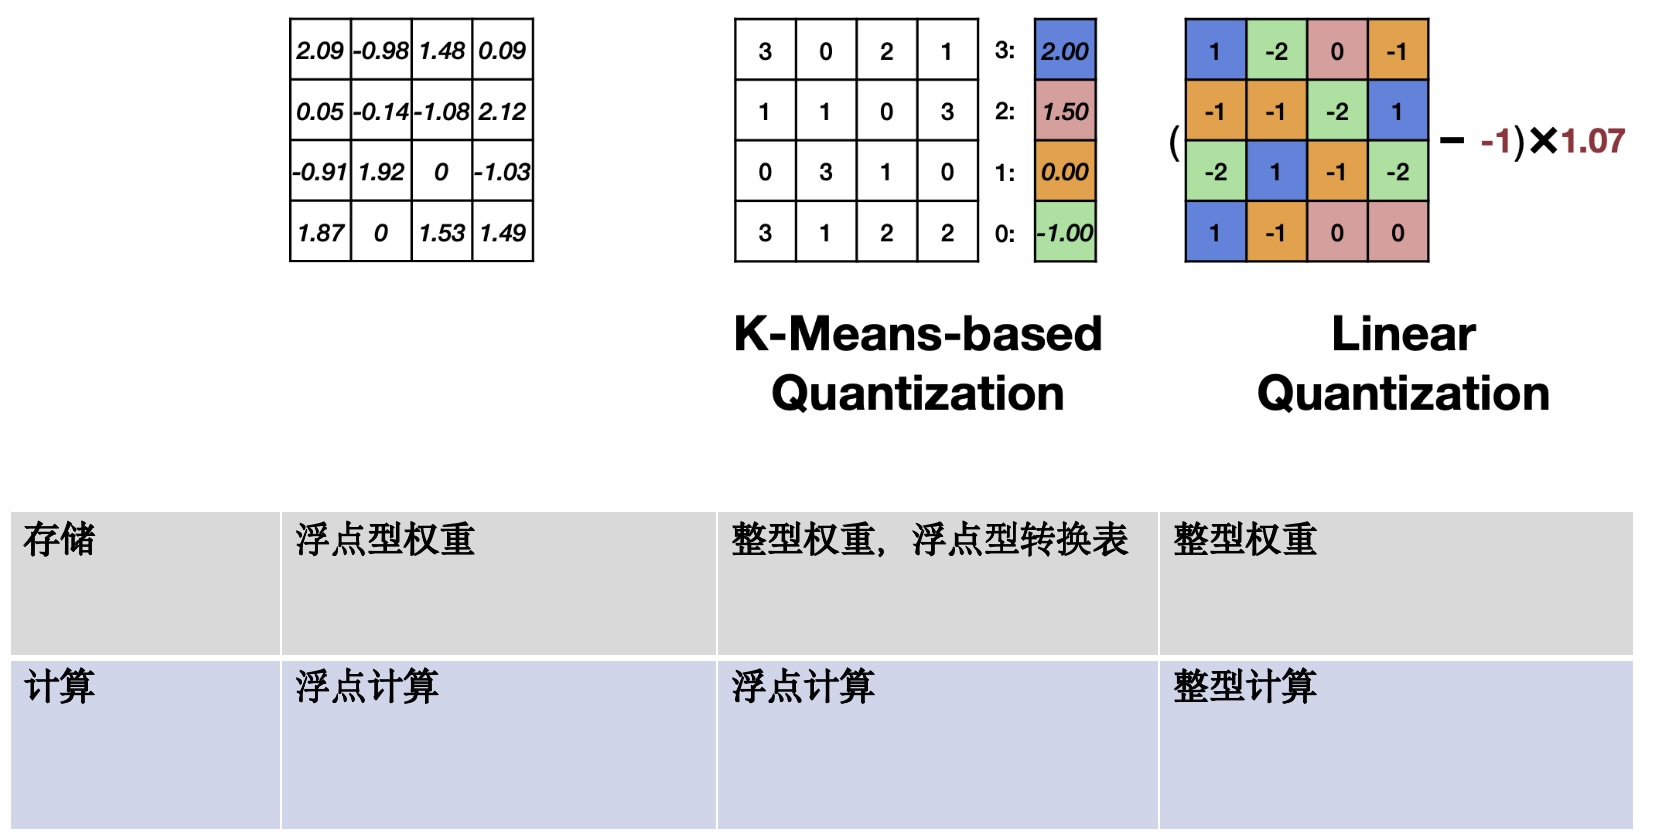 2.09 -0.98 1.48 0.09 3 0 2 1 3: 2.00 1 -2 0 -1
0.05 -0.14 -1.08 2.12 1 1 0 3 2: 1.50 -1 -1 -2 1
( − -1)×1.07
-0.91 1.92 0 -1.03 0 3 1 0 1: 0.00 -2 1 -1 -2
1.87 0 1.53 1.49 3 1 2 2 0: -1.00 1 -1 0 0
K-Means-based
Quantization
Linear
Quantization
存储 浮点型权重 整型权重，浮点型转换表 整型权重
计算 浮点计算 浮点计算 整型计算